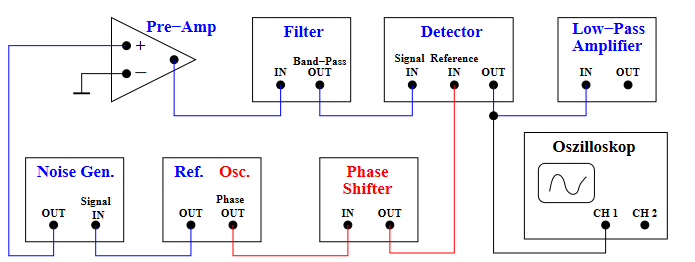 Pre−Amp
+
−
Filter
Band−Pass
IN OUT
Detector
Signal Reference
IN IN OUT
Low−Pass
Amplifier
IN OUT
Noise Gen.
Signal
OUT IN
Ref. Osc.
Phase
OUT OUT
Phase
Shifter
IN OUT
Oszilloskop
CH 1 CH 2